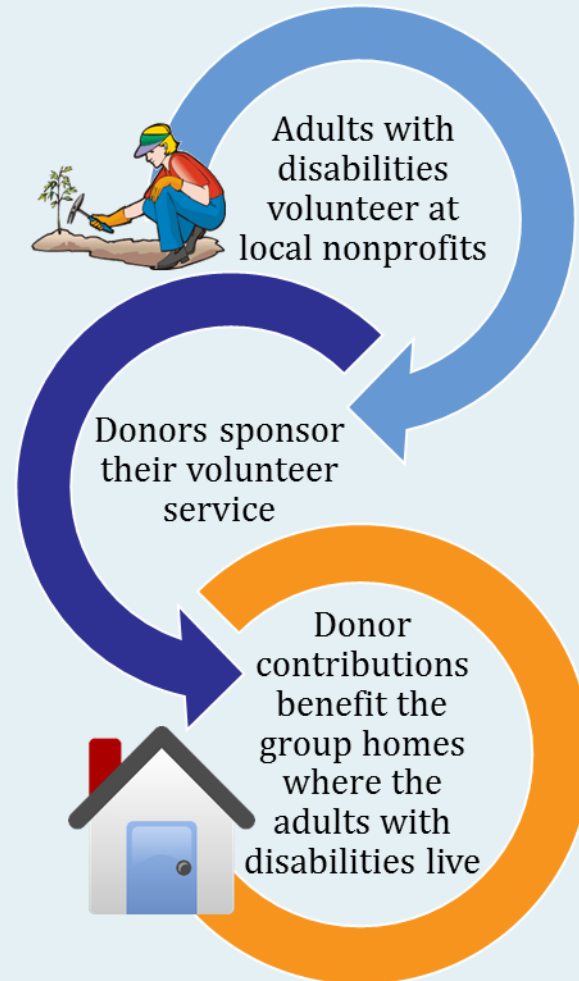 Adults with
disabilities
volunteer at
local nonprofits
Donors sponsor
their volunteer
service
Donor
contributions
benefit the
group homes
where the
adults with
disabilities live